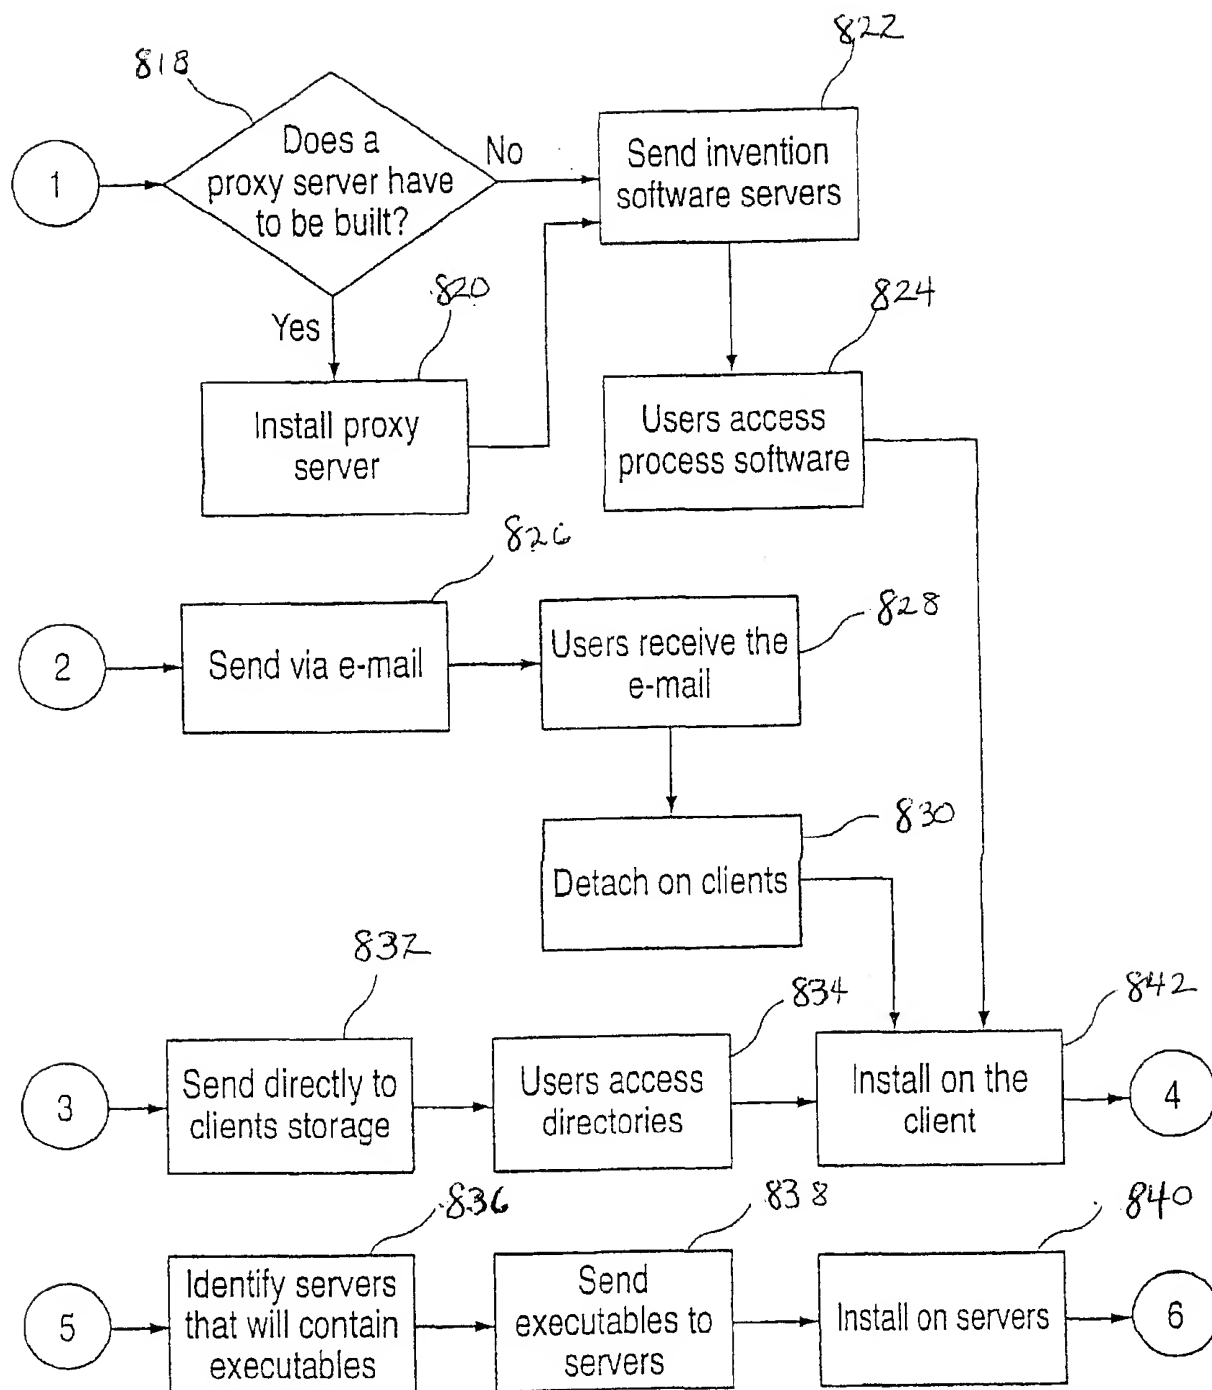 822
818
1
Does a
proxy server have
to be built?
No
Send invention
software servers
Yes
820
824
Install proxy
server
Users access
process software
826
2
Send via e-mail
Users receive the
e-mail
828
830
Detach on clients
832
834
842
3
Send directly to
clients storage
Users access
directories
Install on the
client
4
836
838
840
5
Identify servers
that will contain
executables
Send
executables to
servers
Install on servers
6